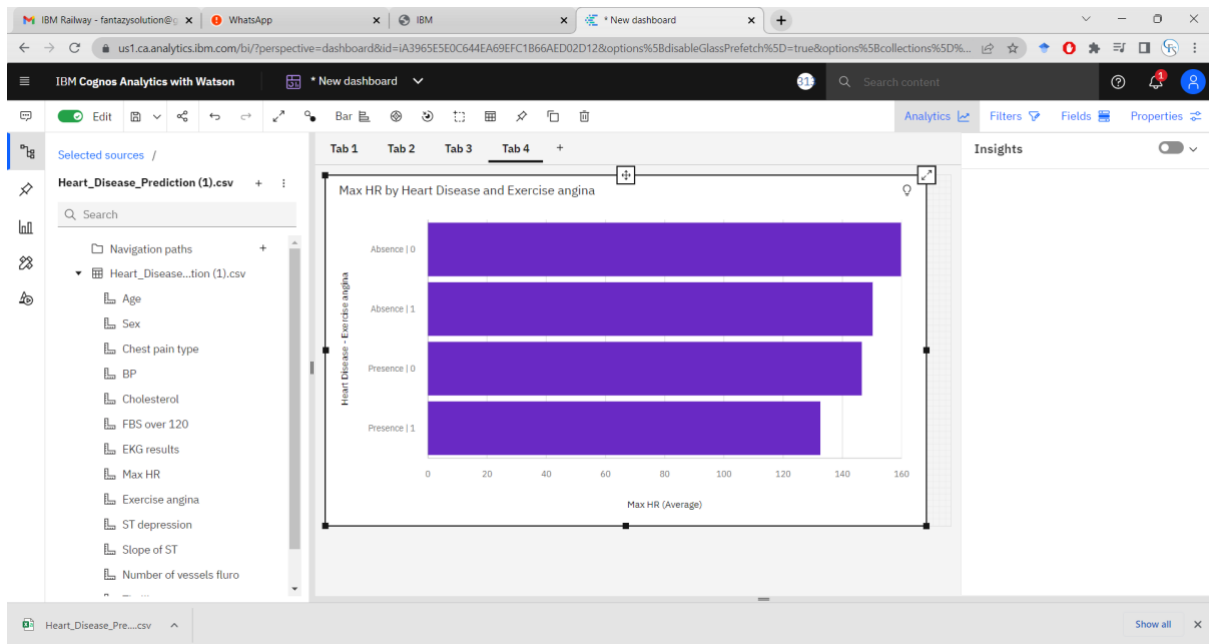 IBM Railway - fantazysolution@g
WhatsApp
IBM
* New dashboard
us1.ca.analytics.ibm.com/bi/?perspective=dashboard&id=iA3965E5E0C644EA69EFC1B66AED02D12&options%5BdisableGlassPrefetch%5D=true&options%5Bcollections%5D%...
IBM Cognos Analytics with Watson
* New dashboard
31
Search content
1
Edit
Bar
Analytics
Filters
Fields
Properties
Selected sources /
Heart_Disease_Prediction (1).csv
Search
Navigation paths
Heart_Disease...tion (1).csv
Age
Sex
Chest pain type
BP
Cholesterol
FBS over 120
EKG results
Max HR
Exercise angina
ST depression
Slope of ST
Number of vessels fluro
Tab 1 Tab 2 Tab 3 Tab 4 +
Max HR by Heart Disease and Exercise angina
Heart Disease - Exercise angina
Absence | 0
Absence | 1
Presence | 0
Presence | 1
0 20 40 60 80 100 120 140 160
Max HR (Average)
Insights
Heart_Disease_Pre....csv
Show all